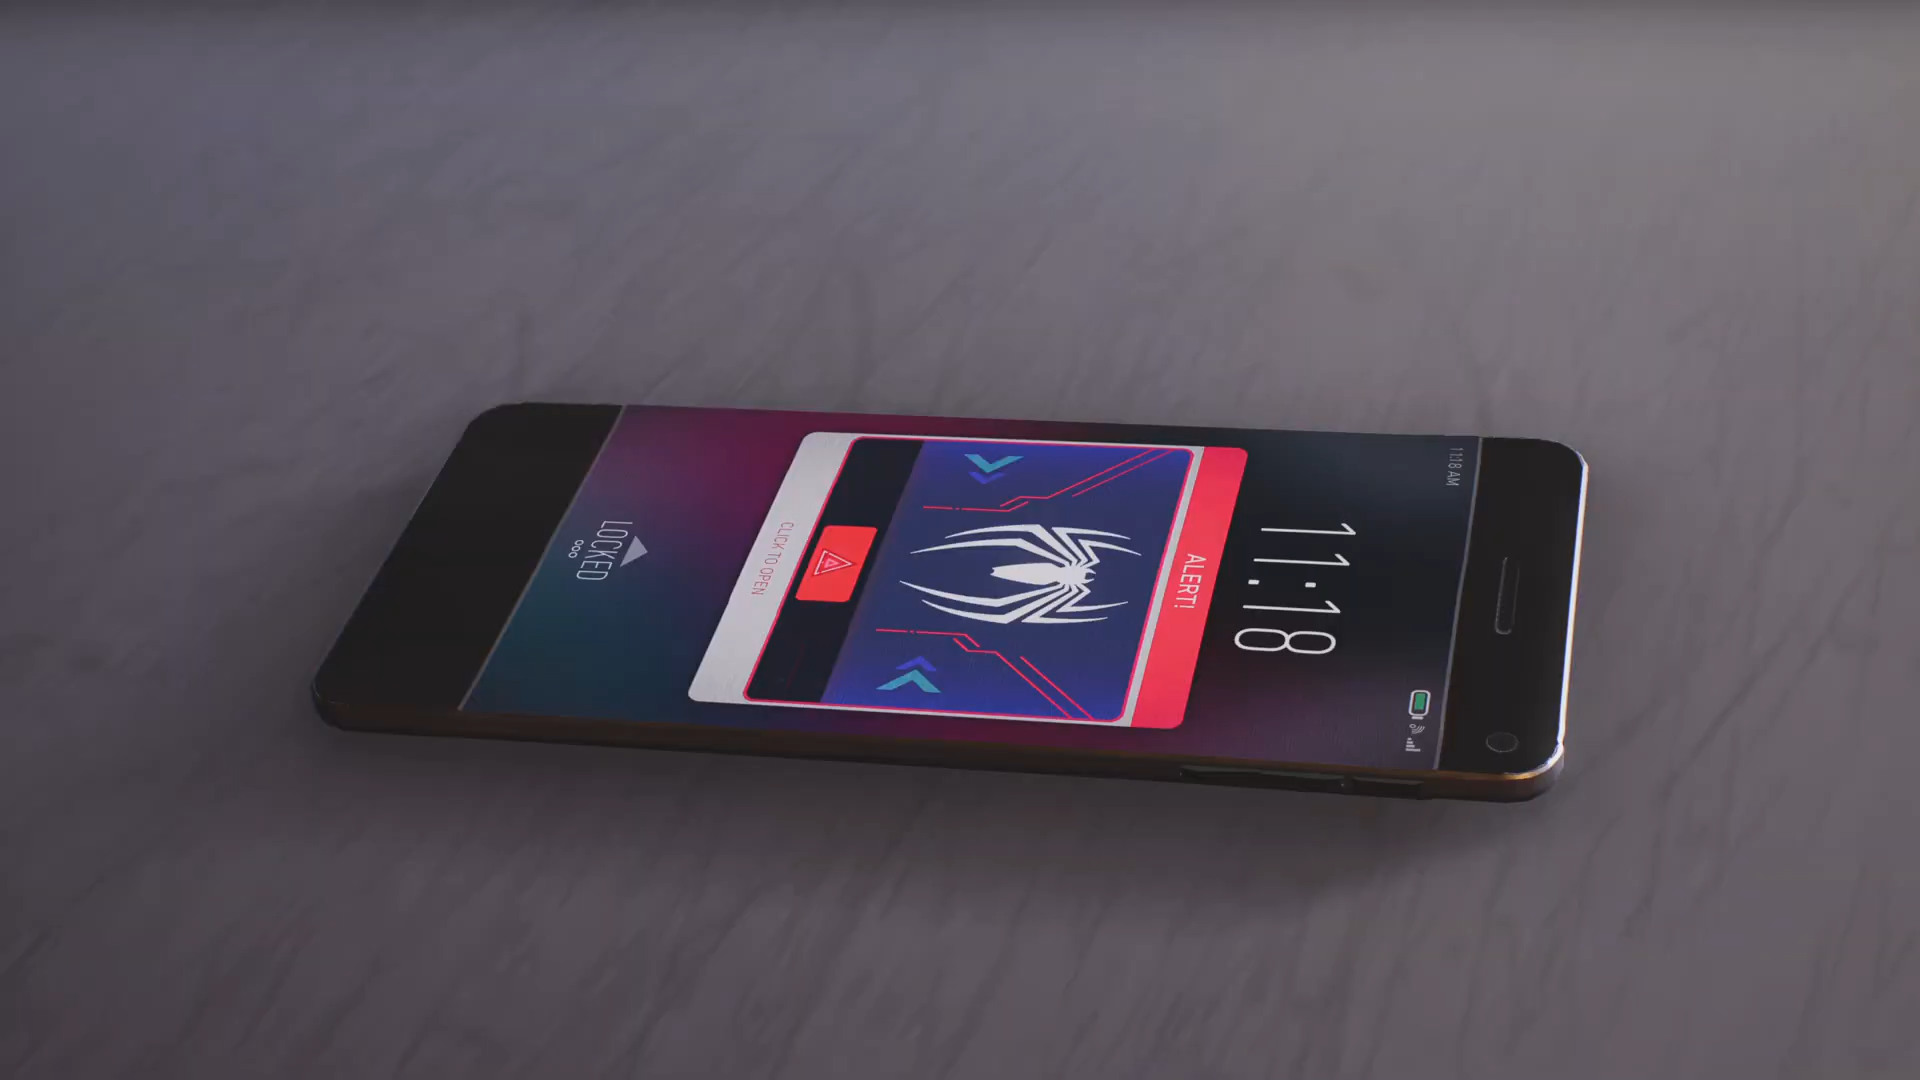 11:18 AM
11:18
ALERT!
CLICK TO OPEN
LOCKED